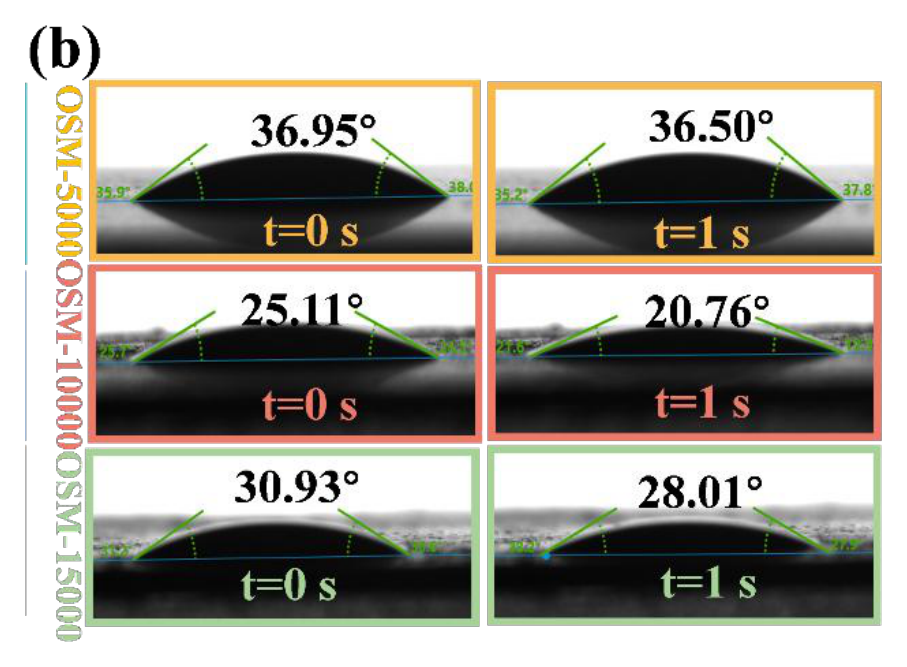 (b)
OSM-5000
36.95°
35.9°
t=0 s
36.50°
35.2°
37.8°
t=1 s
OSM-10000
25.11°
25.7°
t=0 s
20.76°
21.6°
t=1 s
OSM-15000
30.93°
t=0 s
28.01°
t=1 s